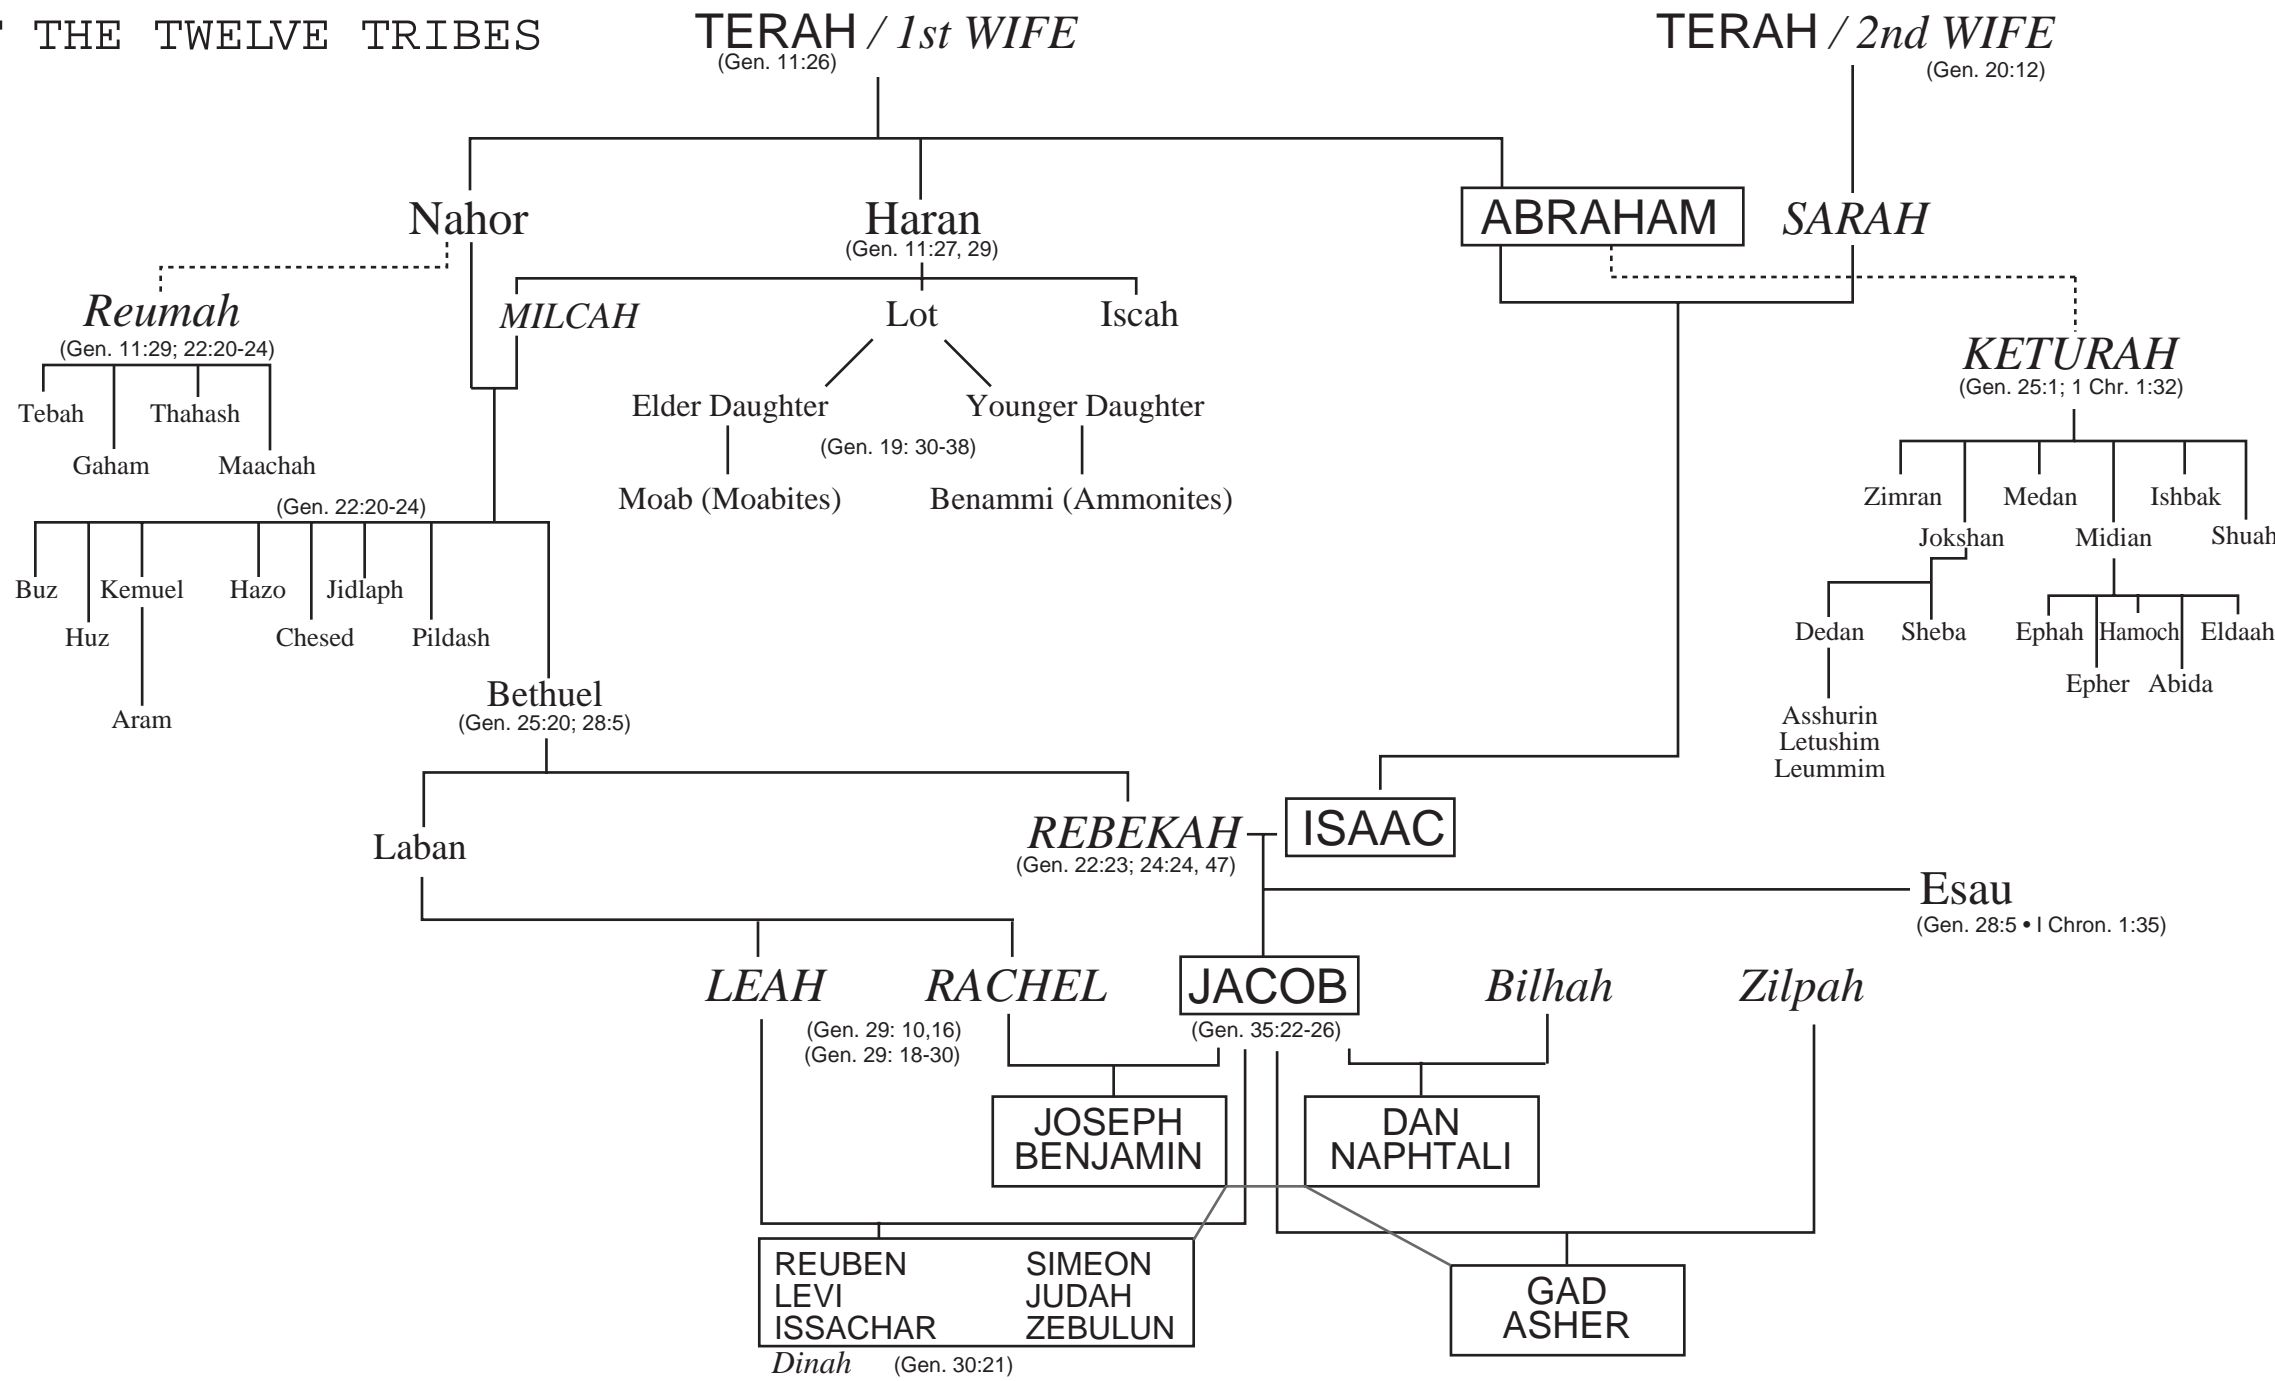 THE TWELVE TRIBES
TERAH / 1st WIFE
(Gen. 11:26)
TERAH / 2nd WIFE
(Gen. 20:12)
Nahor
Haran
(Gen. 11:27, 29)
ABRAHAM
SARAH
Reumah
(Gen. 11:29; 22:20-24)
MILCAH
Lot
Iscah
KETURAH
(Gen. 25:1; 1 Chr. 1:32)
Tebah
Thahash
Gaham
Maachah
Elder Daughter
Younger Daughter
(Gen. 19: 30-38)
Moab (Moabites)
Benammi (Ammonites)
Zimran
Medan
Ishbak
Jokshan
Midian
Shuah
(Gen. 22:20-24)
Buz
Kemuel
Hazo
Jidlaph
Huz
Chesed
Pildash
Aram
Dedan
Sheba
Ephah
Hamoch
Eldaah
Epher
Abida
Asshurin
Letushim
Leummim
Bethuel
(Gen. 25:20; 28:5)
Laban
REBEKAH
(Gen. 22:23; 24:24, 47)
ISAAC
Esau
(Gen. 28:5 • I Chron. 1:35)
LEAH
RACHEL
JACOB
Bilhah
Zilpah
(Gen. 29: 10,16)
(Gen. 29: 18-30)
(Gen. 35:22-26)
JOSEPH
BENJAMIN
DAN
NAPHTALI
REUBEN SIMEON
LEVI JUDAH
ISSACHAR ZEBULUN
Dinah (Gen. 30:21)
GAD
ASHER